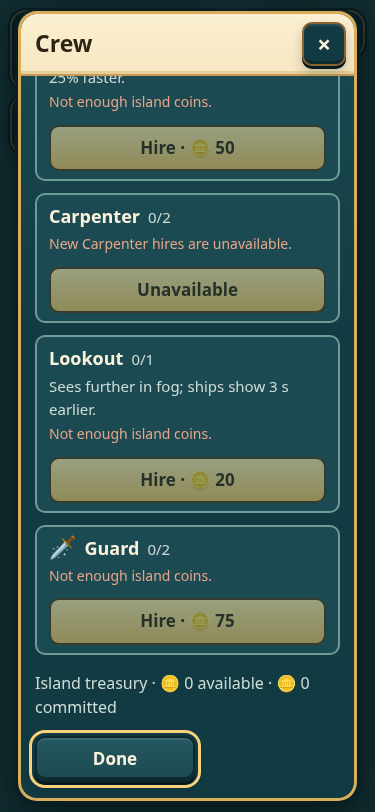 Crew
×
25% faster.
Not enough island coins.
Hire · 🪙 50
Carpenter 0/2
New Carpenter hires are unavailable.
Unavailable
Lookout 0/1
Sees further in fog; ships show 3 s
earlier.
Not enough island coins.
Hire · 🪙 20
🗡️ Guard 0/2
Not enough island coins.
Hire · 🪙 75
Island treasury · 🪙 0 available · 🪙 0
committed
Done